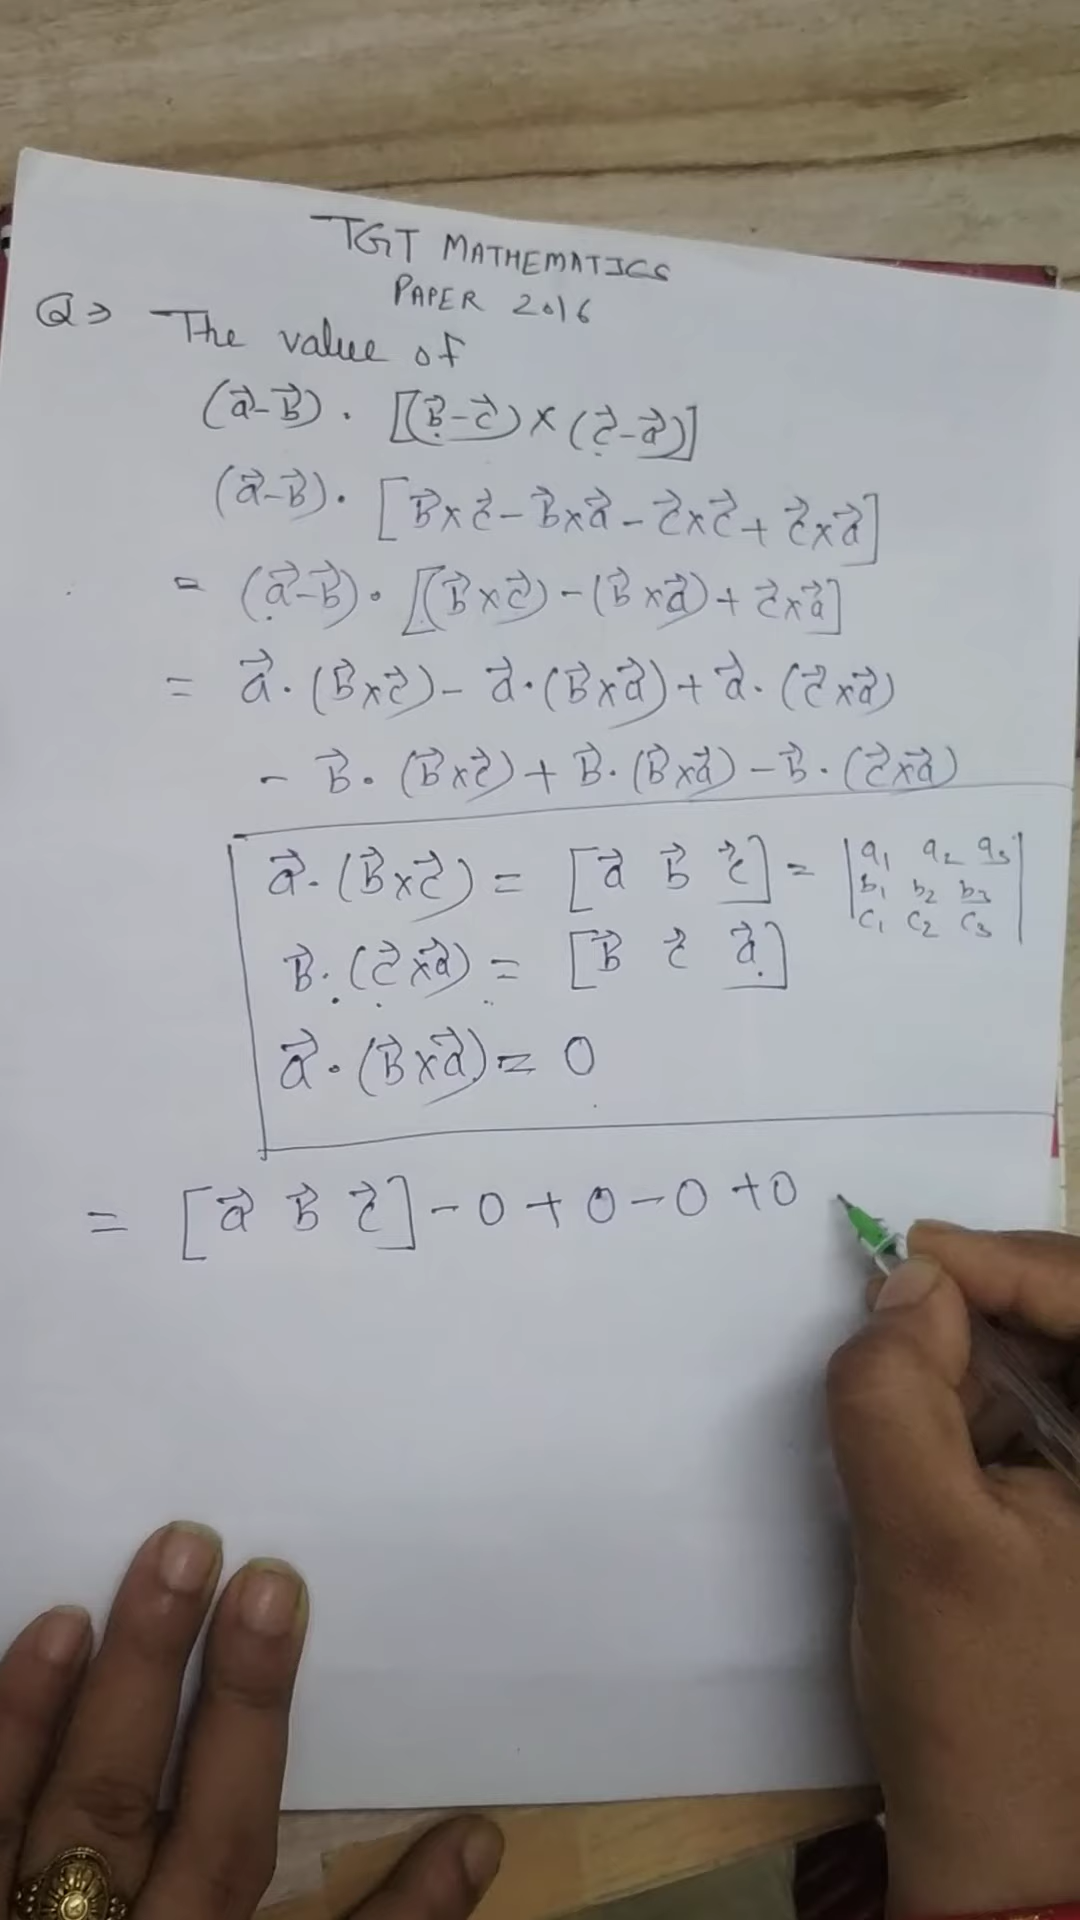 TGT MATHEMATICS
PAPER 2016
Q⇒ The value of
(a⃗-b⃗) · [(b⃗-c⃗)×(c⃗-a⃗)]
(a⃗-b⃗) · [b⃗×c⃗-b⃗×a⃗-c⃗×c⃗+c⃗×a⃗]
= (a⃗-b⃗) · [(b⃗×c⃗)-(b⃗×a⃗)+c⃗×a⃗]
= a⃗·(b⃗×c⃗)-a⃗·(b⃗×a⃗)+a⃗·(c⃗×a⃗)
- b⃗·(b⃗×c⃗)+b⃗·(b⃗×a⃗)-b⃗·(c⃗×a⃗)
a⃗·(b⃗×c⃗) = [a⃗ b⃗ c⃗] = |a₁ a₂ a₃
b₁ b₂ b₃
c₁ c₂ c₃|
b⃗·(c⃗×a⃗) = [b⃗ c⃗ a⃗]
a⃗·(b⃗×a⃗) = 0
= [a⃗ b⃗ c⃗] - 0 + 0 - 0 + 0